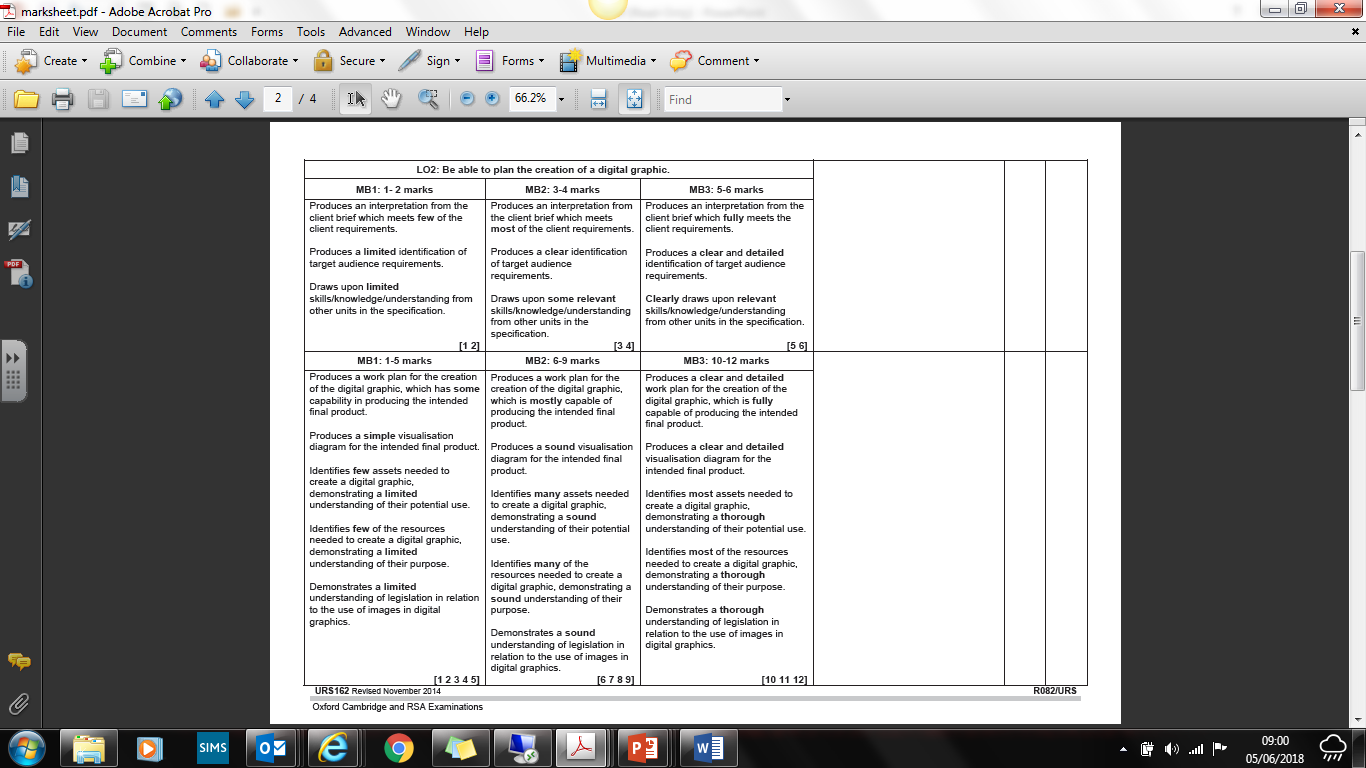 marksheet.pdf - Adobe Acrobat Pro
File Edit View Document Comments Forms Tools Advanced Window Help
Create Combine Collaborate Secure Sign Forms Multimedia Comment
2 / 4 66.2% Find
LO2: Be able to plan the creation of a digital graphic.
MB1: 1- 2 marks
Produces an interpretation from the
client brief which meets few of the
client requirements.
Produces a limited identification of
target audience requirements.
Draws upon limited
skills/knowledge/understanding from
other units in the specification.
[1 2]
MB2: 3-4 marks
Produces an interpretation from
the client brief which meets
most of the client requirements.
Produces a clear identification
of target audience
requirements.
Draws upon some relevant
skills/knowledge/understanding
from other units in the
specification.
[3 4]
MB3: 5-6 marks
Produces an interpretation from the
client brief which fully meets the
client requirements.
Produces a clear and detailed
identification of target audience
requirements.
Clearly draws upon relevant
skills/knowledge/understanding
from other units in the specification.
[5 6]
MB1: 1-5 marks
Produces a work plan for the creation
of the digital graphic, which has some
capability in producing the intended
final product.
Produces a simple visualisation
diagram for the intended final product.
Identifies few assets needed to
create a digital graphic,
demonstrating a limited
understanding of their potential use.
Identifies few of the resources
needed to create a digital graphic,
demonstrating a limited
understanding of their purpose.
Demonstrates a limited
understanding of legislation in relation
to the use of images in digital
graphics.
[1 2 3 4 5]
MB2: 6-9 marks
Produces a work plan for the
creation of the digital graphic,
which is mostly capable of
producing the intended final
product.
Produces a sound visualisation
diagram for the intended final
product.
Identifies many assets needed
to create a digital graphic,
demonstrating a sound
understanding of their potential
use.
Identifies many of the
resources needed to create a
digital graphic, demonstrating a
sound understanding of their
purpose.
Demonstrates a sound
understanding of legislation in
relation to the use of images in
digital graphics.
[6 7 8 9]
MB3: 10-12 marks
Produces a clear and detailed
work plan for the creation of the
digital graphic, which is fully
capable of producing the intended
final product.
Produces a clear and detailed
visualisation diagram for the
intended final product.
Identifies most assets needed to
create a digital graphic,
demonstrating a thorough
understanding of their potential use.
Identifies most of the resources
needed to create a digital graphic,
demonstrating a thorough
understanding of their purpose.
Demonstrates a thorough
understanding of legislation in
relation to the use of images in
digital graphics.
[10 11 12]
URS162 Revised November 2014 R082/URS
Oxford Cambridge and RSA Examinations
SIMS
09:00
05/06/2018